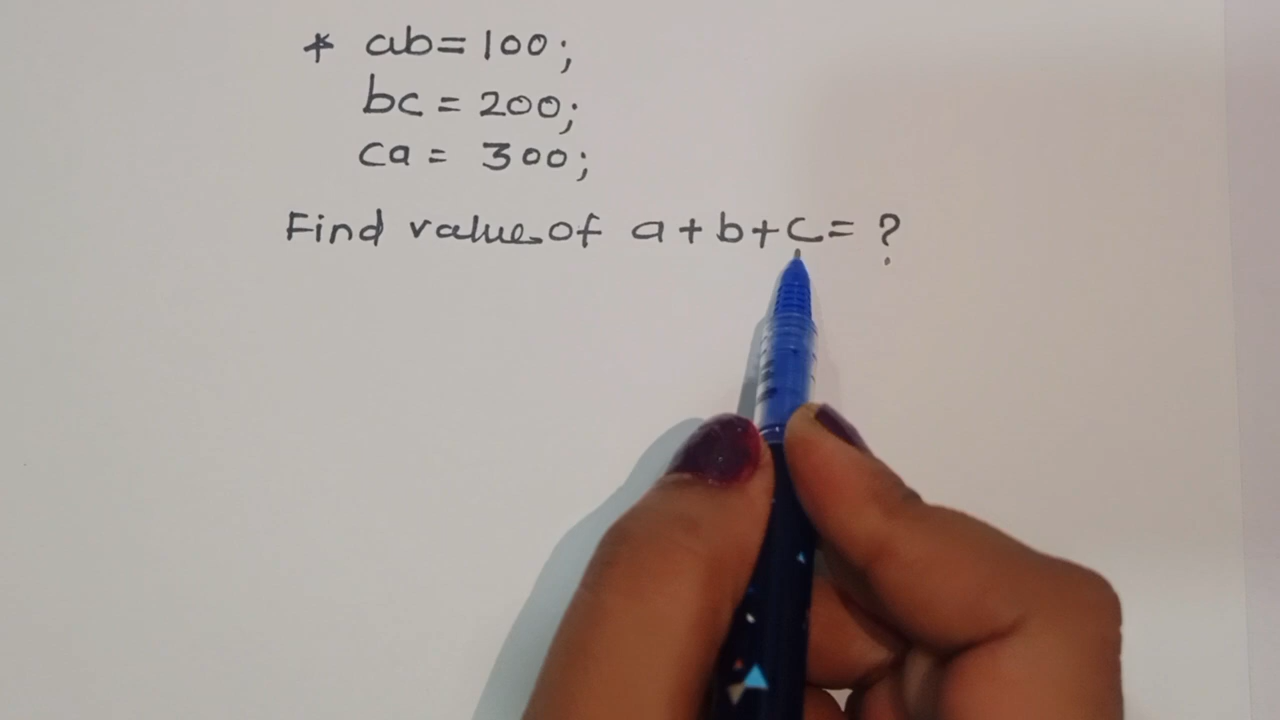 * ab=100;
bc = 200;
ca = 300;
Find value of a+b+c= ?